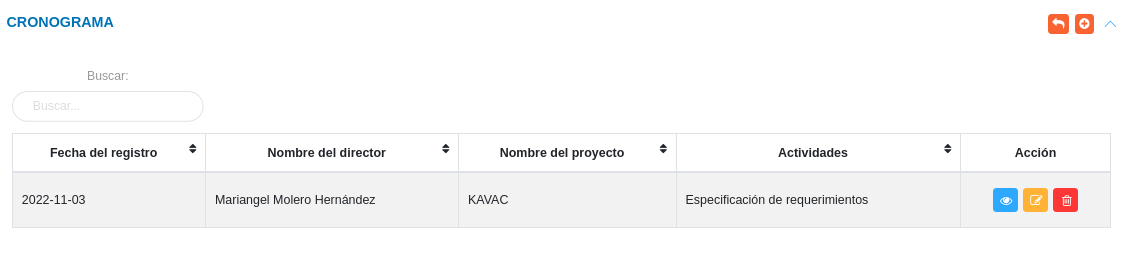 CRONOGRAMA
Buscar:
Buscar...
Fecha del registro Nombre del director Nombre del proyecto Actividades Acción
2022-11-03 Mariangel Molero Hernández KAVAC Especificación de requerimientos